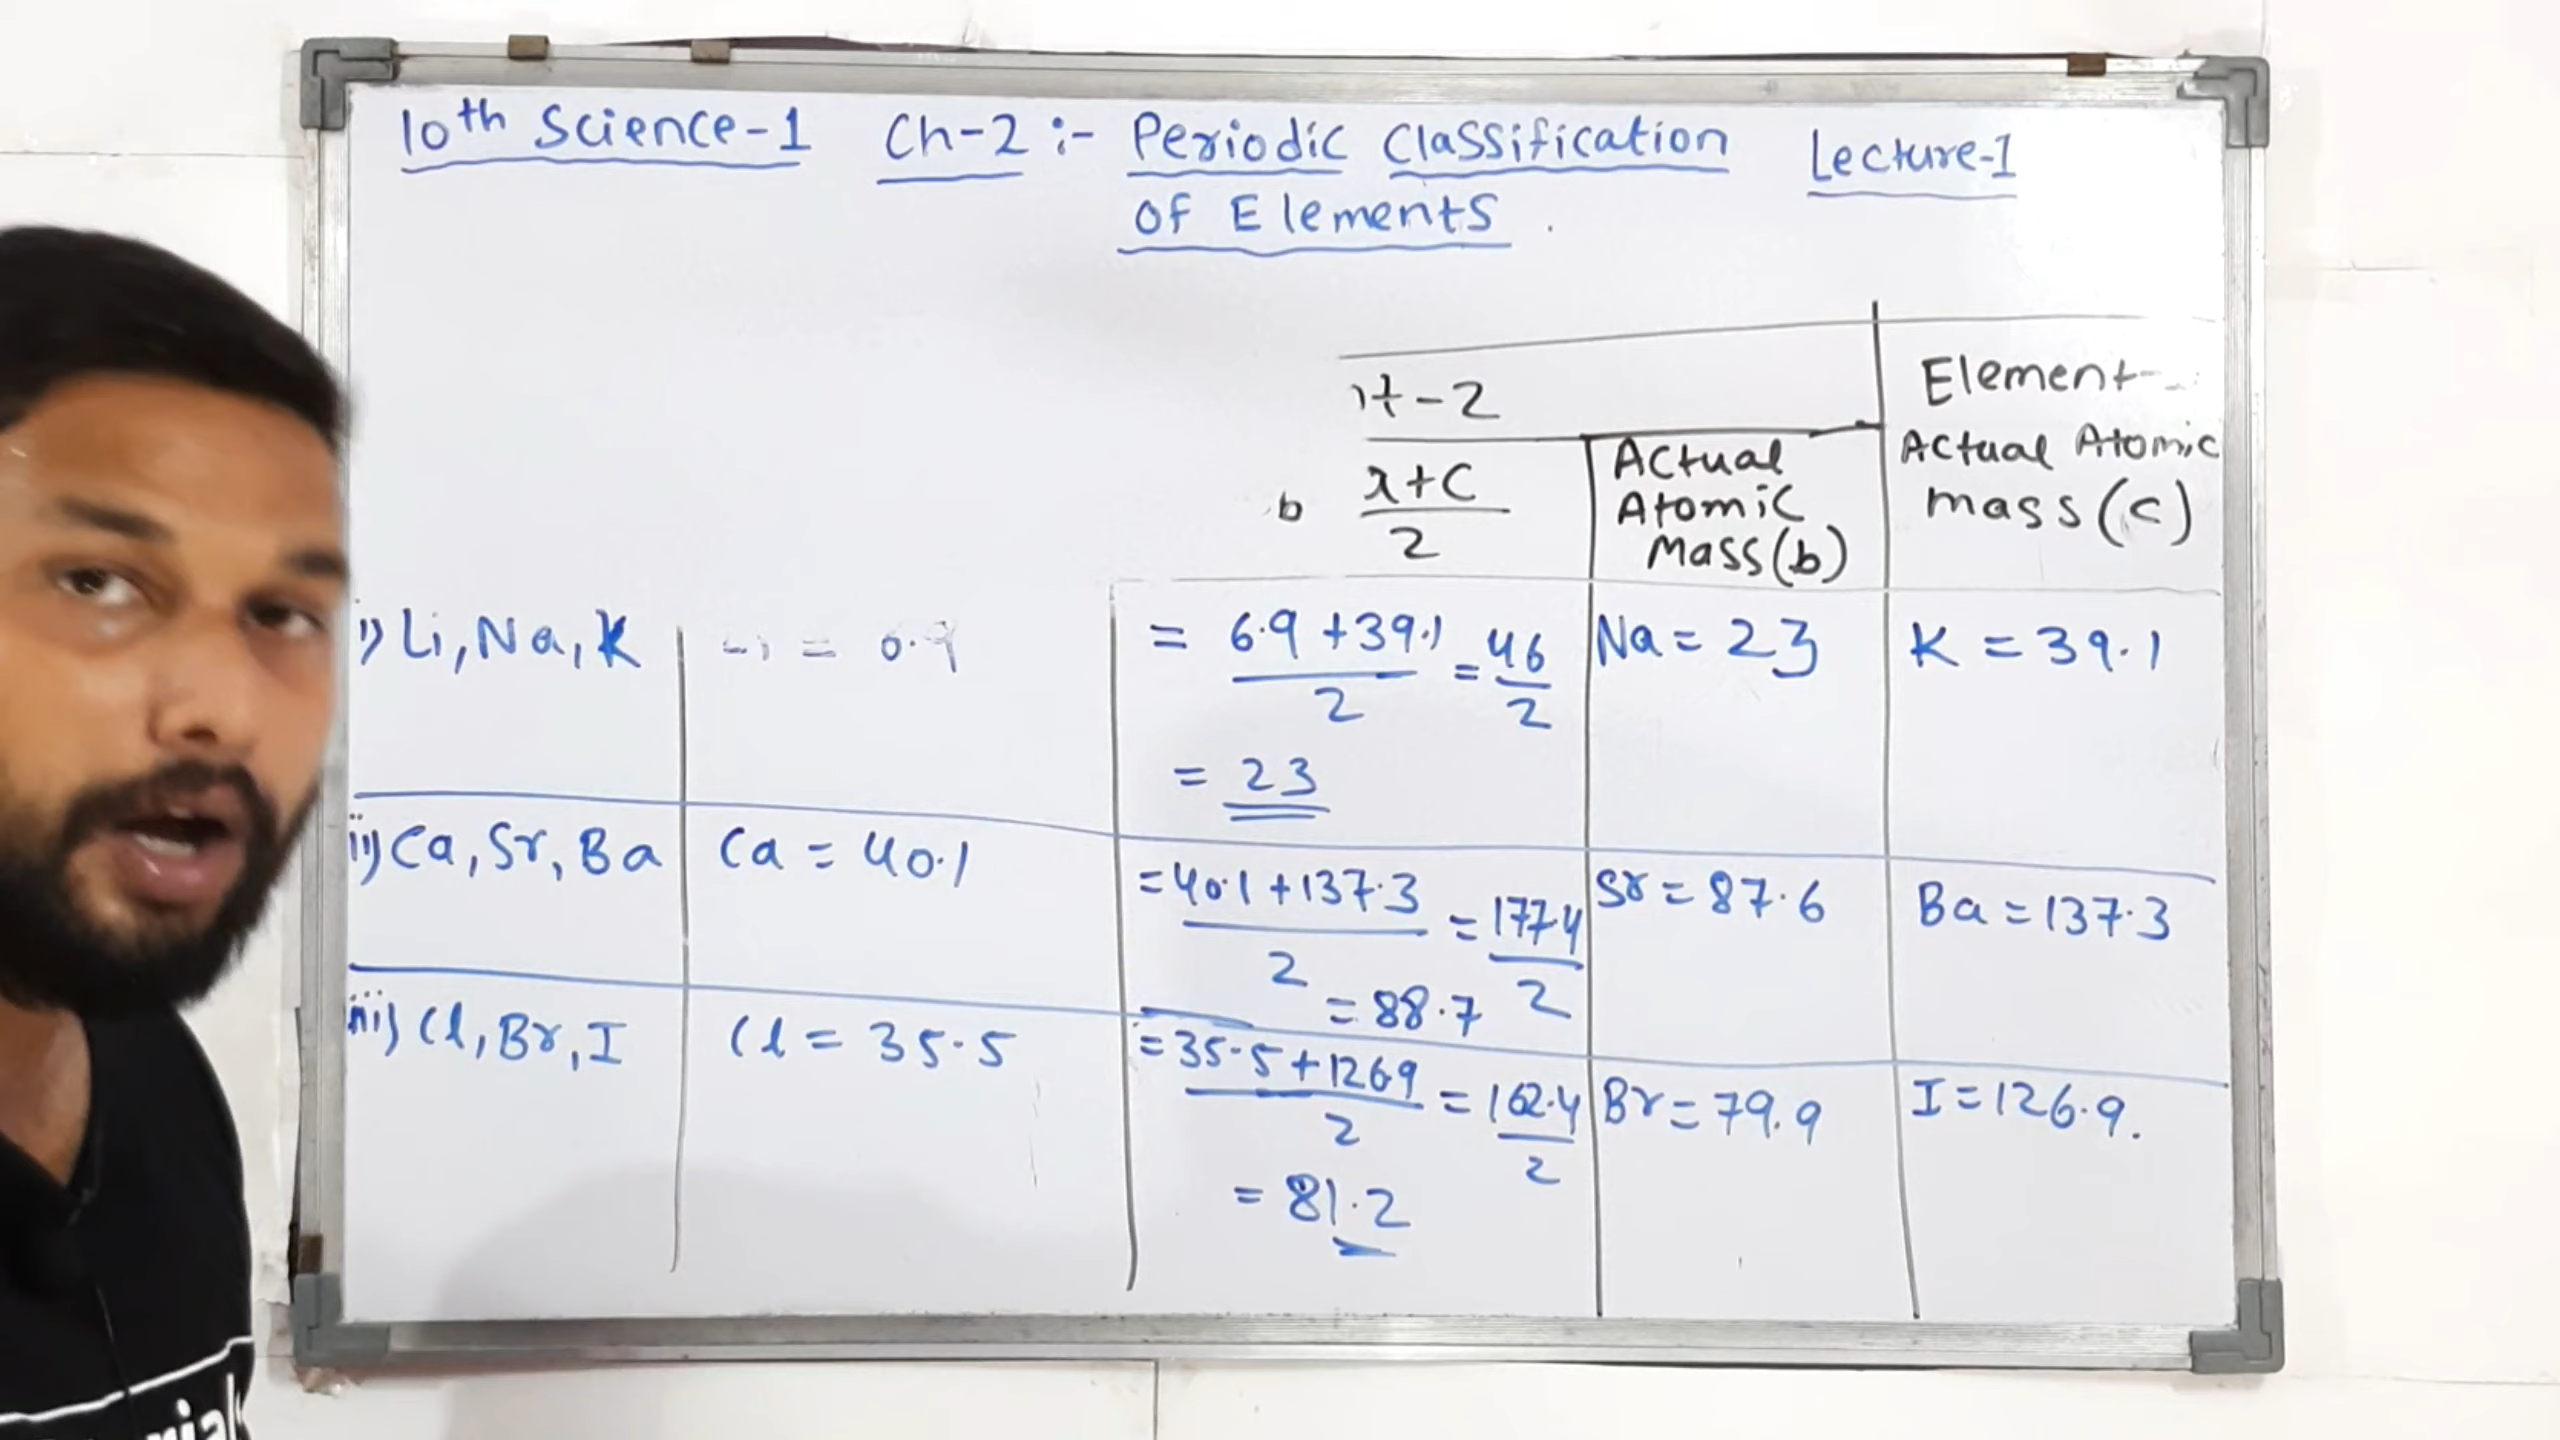 10th Science-1 Ch-2 :- Periodic Classification Lecture-1
of Elements .
It-2
Element-
b x+c
2
Actual
Atomic
Mass(b)
Actual Atomic
mass (c)
i) Li, Na, K
= 6.9 +39.1 = 46
2 2
= 23
Na = 23
K = 39.1
ii) Ca, Sr, Ba
Ca = 40.1
= 40.1 + 137.3 = 177.4
2 2
= 88.7
Sr = 87.6
Ba = 137.3
iii) Cl, Br, I
Cl = 35.5
= 35.5 + 126.9 = 162.4
2 2
= 81.2
Br = 79.9
I = 126.9.